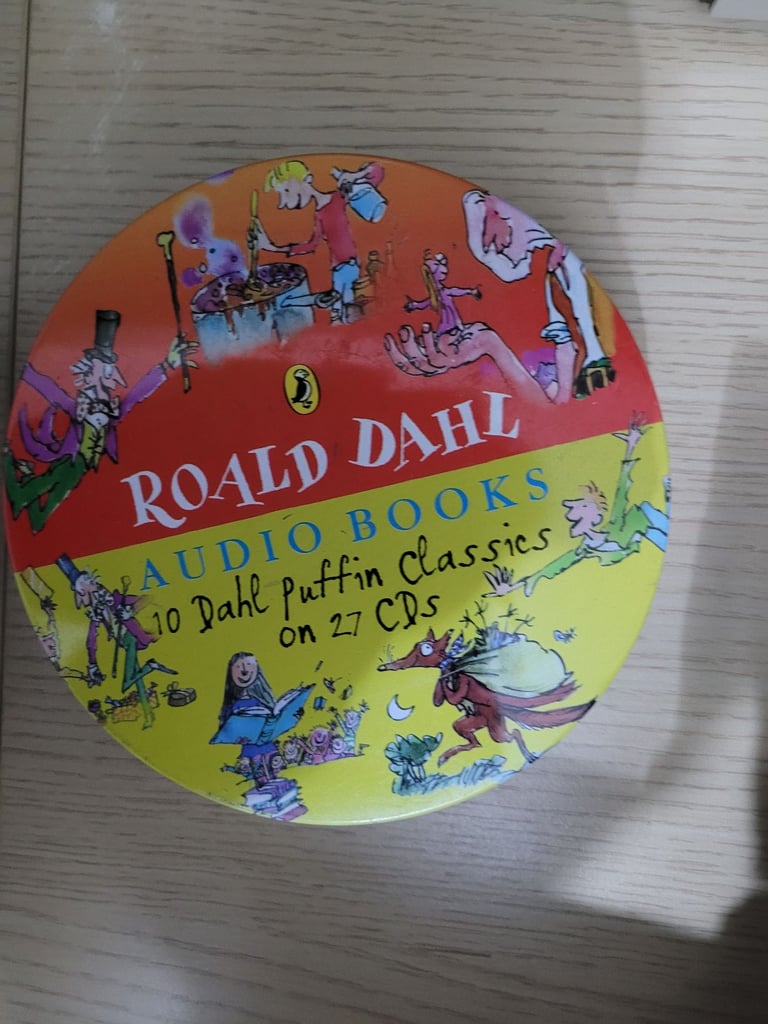 ROALD DAHL
AUDIO BOOKS
10 Dahl Puffin Classics
on 27 CDs